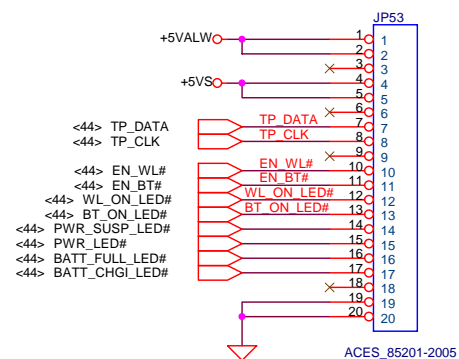 JP53
+5VALW 1 1
2 2
3 3
+5VS 4 4
5 5
6 6
<44> TP_DATA TP_DATA 7 7
<44> TP_CLK TP_CLK 8 8
9 9
<44> EN_WL# EN_WL# 10 10
<44> EN_BT# EN_BT# 11 11
<44> WL_ON_LED# WL_ON_LED# 12 12
<44> BT_ON_LED# BT_ON_LED# 13 13
<44> PWR_SUSP_LED# 14 14
<44> PWR_LED# 15 15
<44> BATT_FULL_LED# 16 16
<44> BATT_CHGI_LED# 17 17
18 18
19 19
20 20
ACES_85201-2005